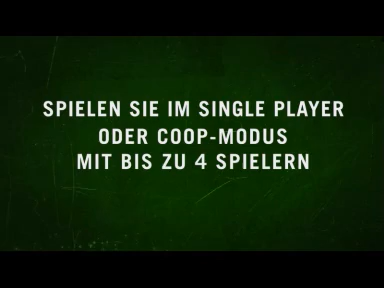 SPIELEN SIE IM SINGLE PLAYER
ODER COOP-MODUS
MIT BIS ZU 4 SPIELERN